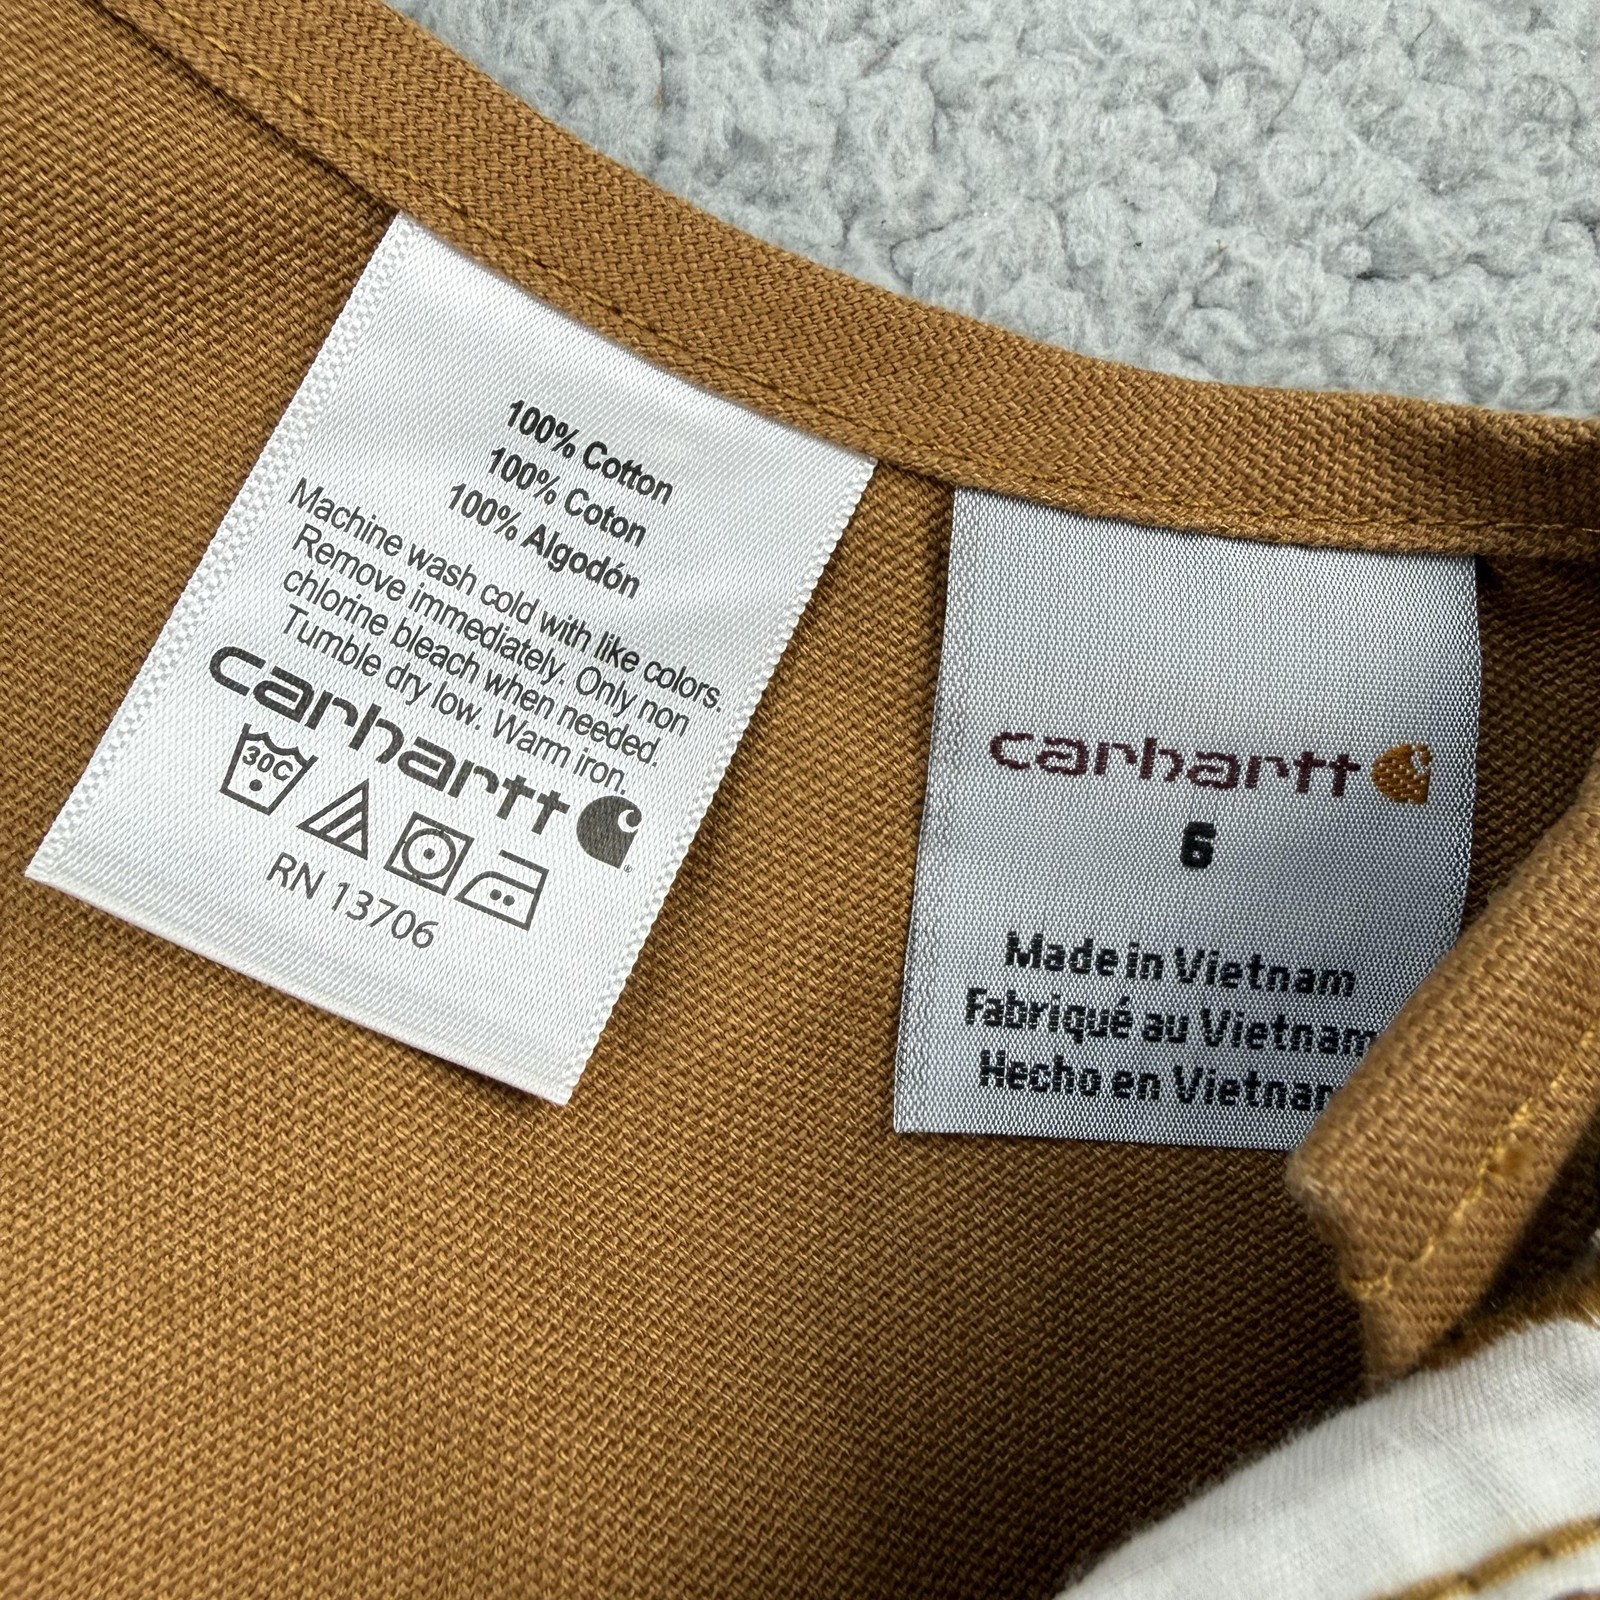 100% Cotton
100% Coton
100% Algodón
Machine wash cold with like colors.
Remove immediately. Only non
chlorine bleach when needed.
Tumble dry low. Warm iron.
carhartt
30C
RN 13706
carhartt
6
Made in Vietnam
Fabriqué au Vietnam
Hecho en Vietnam